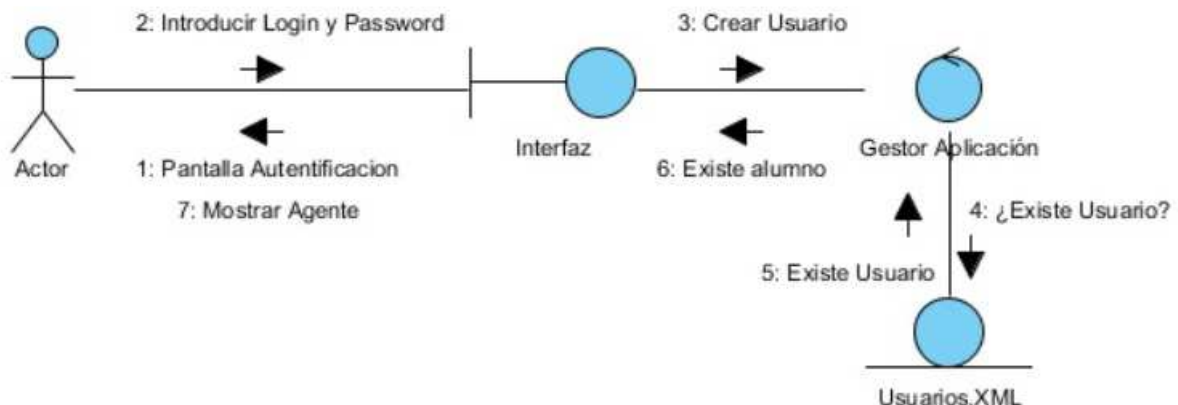 2: Introducir Login y Password
3: Crear Usuario
Actor
1: Pantalla Autentificacion
7: Mostrar Agente
Interfaz
6: Existe alumno
Gestor Aplicación
4: ¿Existe Usuario?
5: Existe Usuario
Usuarios.XML